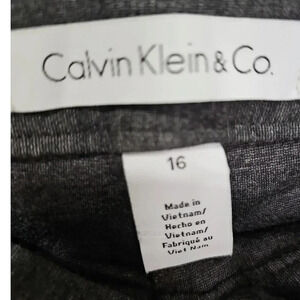 Calvin Klein & Co.
16
Made in
Vietnam/
Hecho en
Vietnam/
Fabriqué au
Viet Nam